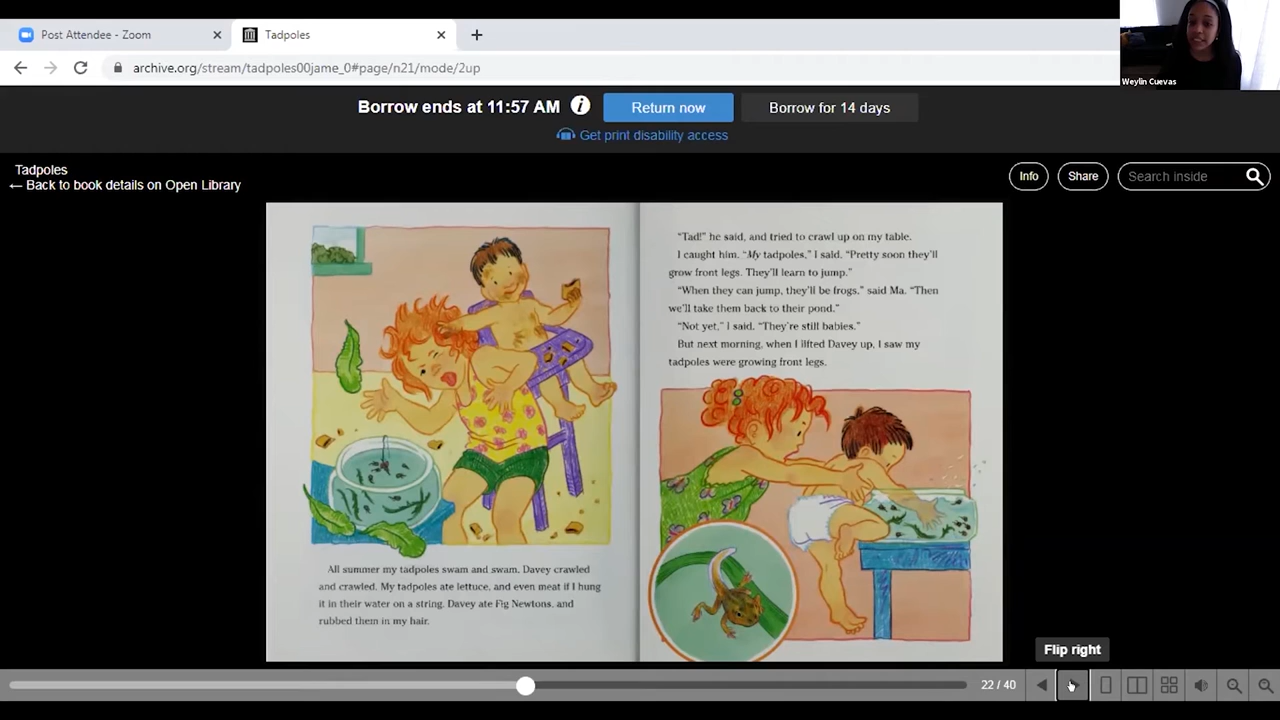 Post Attendee - Zoom
Tadpoles
Weylin Cuevas
archive.org/stream/tadpoles00jame_0#page/n21/mode/2up
Borrow ends at 11:57 AM
Return now
Borrow for 14 days
Get print disability access
Tadpoles
← Back to book details on Open Library
Info
Share
Search inside
All summer my tadpoles swam and swam. Davey crawled
and crawled. My tadpoles ate lettuce, and even meat if I hung
it in their water on a string. Davey ate Fig Newtons, and
rubbed them in my hair.
"Tad!" he said, and tried to crawl up on my table.
I caught him. "My tadpoles," I said. "Pretty soon they'll
grow front legs. They'll learn to jump."
"When they can jump, they'll be frogs," said Ma. "Then
we'll take them back to their pond."
"Not yet," I said. "They're still babies."
But next morning, when I lifted Davey up, I saw my
tadpoles were growing front legs.
Flip right
22 / 40